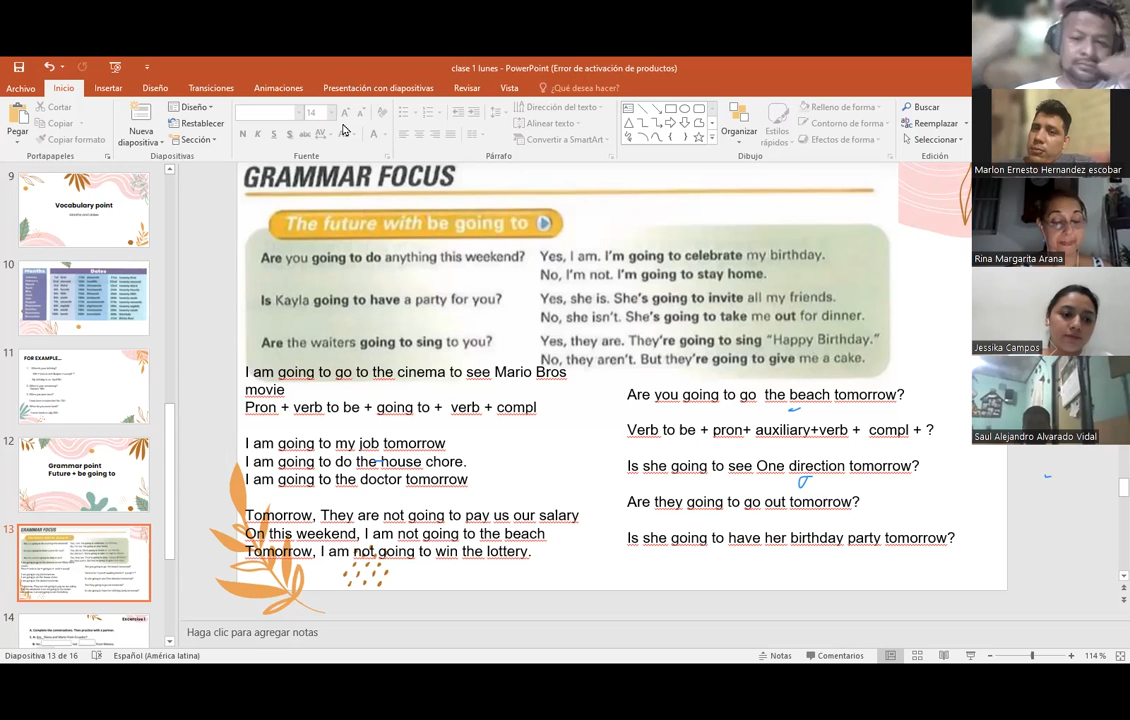 clase 1 lunes - PowerPoint (Error de activación de productos)
Archivo Inicio Insertar Diseño Transiciones Animaciones Presentación con diapositivas Revisar Vista ¿Qué desea hacer?
Pegar
Cortar
Copiar
Copiar formato
Portapapeles
Nueva diapositiva
Diseño
Restablecer
Sección
Diapositivas
14
N K S S abc AV
Fuente
Dirección del texto
Alinear texto
Convertir a SmartArt
Párrafo
Organizar
Estilos rápidos
Relleno de forma
Contorno de forma
Efectos de forma
Dibujo
Buscar
Reemplazar
Seleccionar
Edición
9
Vocabulary point
10
Months
Dates
11
FOR EXAMPLE...
12
Grammar point
Future + be going to
13
14
GRAMMAR FOCUS
The future with be going to
Are you going to do anything this weekend? Yes, I am. I'm going to celebrate my birthday.
No, I'm not. I'm going to stay home.
Is Kayla going to have a party for you? Yes, she is. She's going to invite all my friends.
No, she isn't. She's going to take me out for dinner.
Are the waiters going to sing to you? Yes, they are. They're going to sing "Happy Birthday."
No, they aren't. But they're going to give me a cake.
I am going to go to the cinema to see Mario Bros
movie
Pron + verb to be + going to + verb + compl
I am going to my job tomorrow
I am going to do the house chore.
I am going to the doctor tomorrow
Tomorrow, They are not going to pay us our salary
On this weekend, I am not going to the beach
Tomorrow, I am not going to win the lottery.
Are you going to go the beach tomorrow?
Verb to be + pron+ auxiliary+verb + compl + ?
Is she going to see One direction tomorrow?
Are they going to go out tomorrow?
Is she going to have her birthday party tomorrow?
Haga clic para agregar notas
Diapositiva 13 de 16 Español (América latina) Notas Comentarios 114 %
Marlon Ernesto Hernandez escobar
Rina Margarita Arana
Jessika Campos
Saul Alejandro Alvarado Vidal